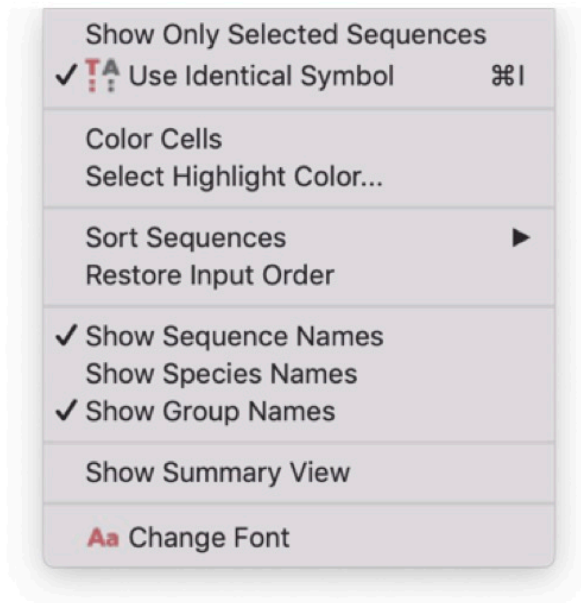 Show Only Selected Sequences
✓ TA Use Identical Symbol ⌘I
Color Cells
Select Highlight Color...
Sort Sequences ▶
Restore Input Order
✓ Show Sequence Names
Show Species Names
✓ Show Group Names
Show Summary View
Aa Change Font